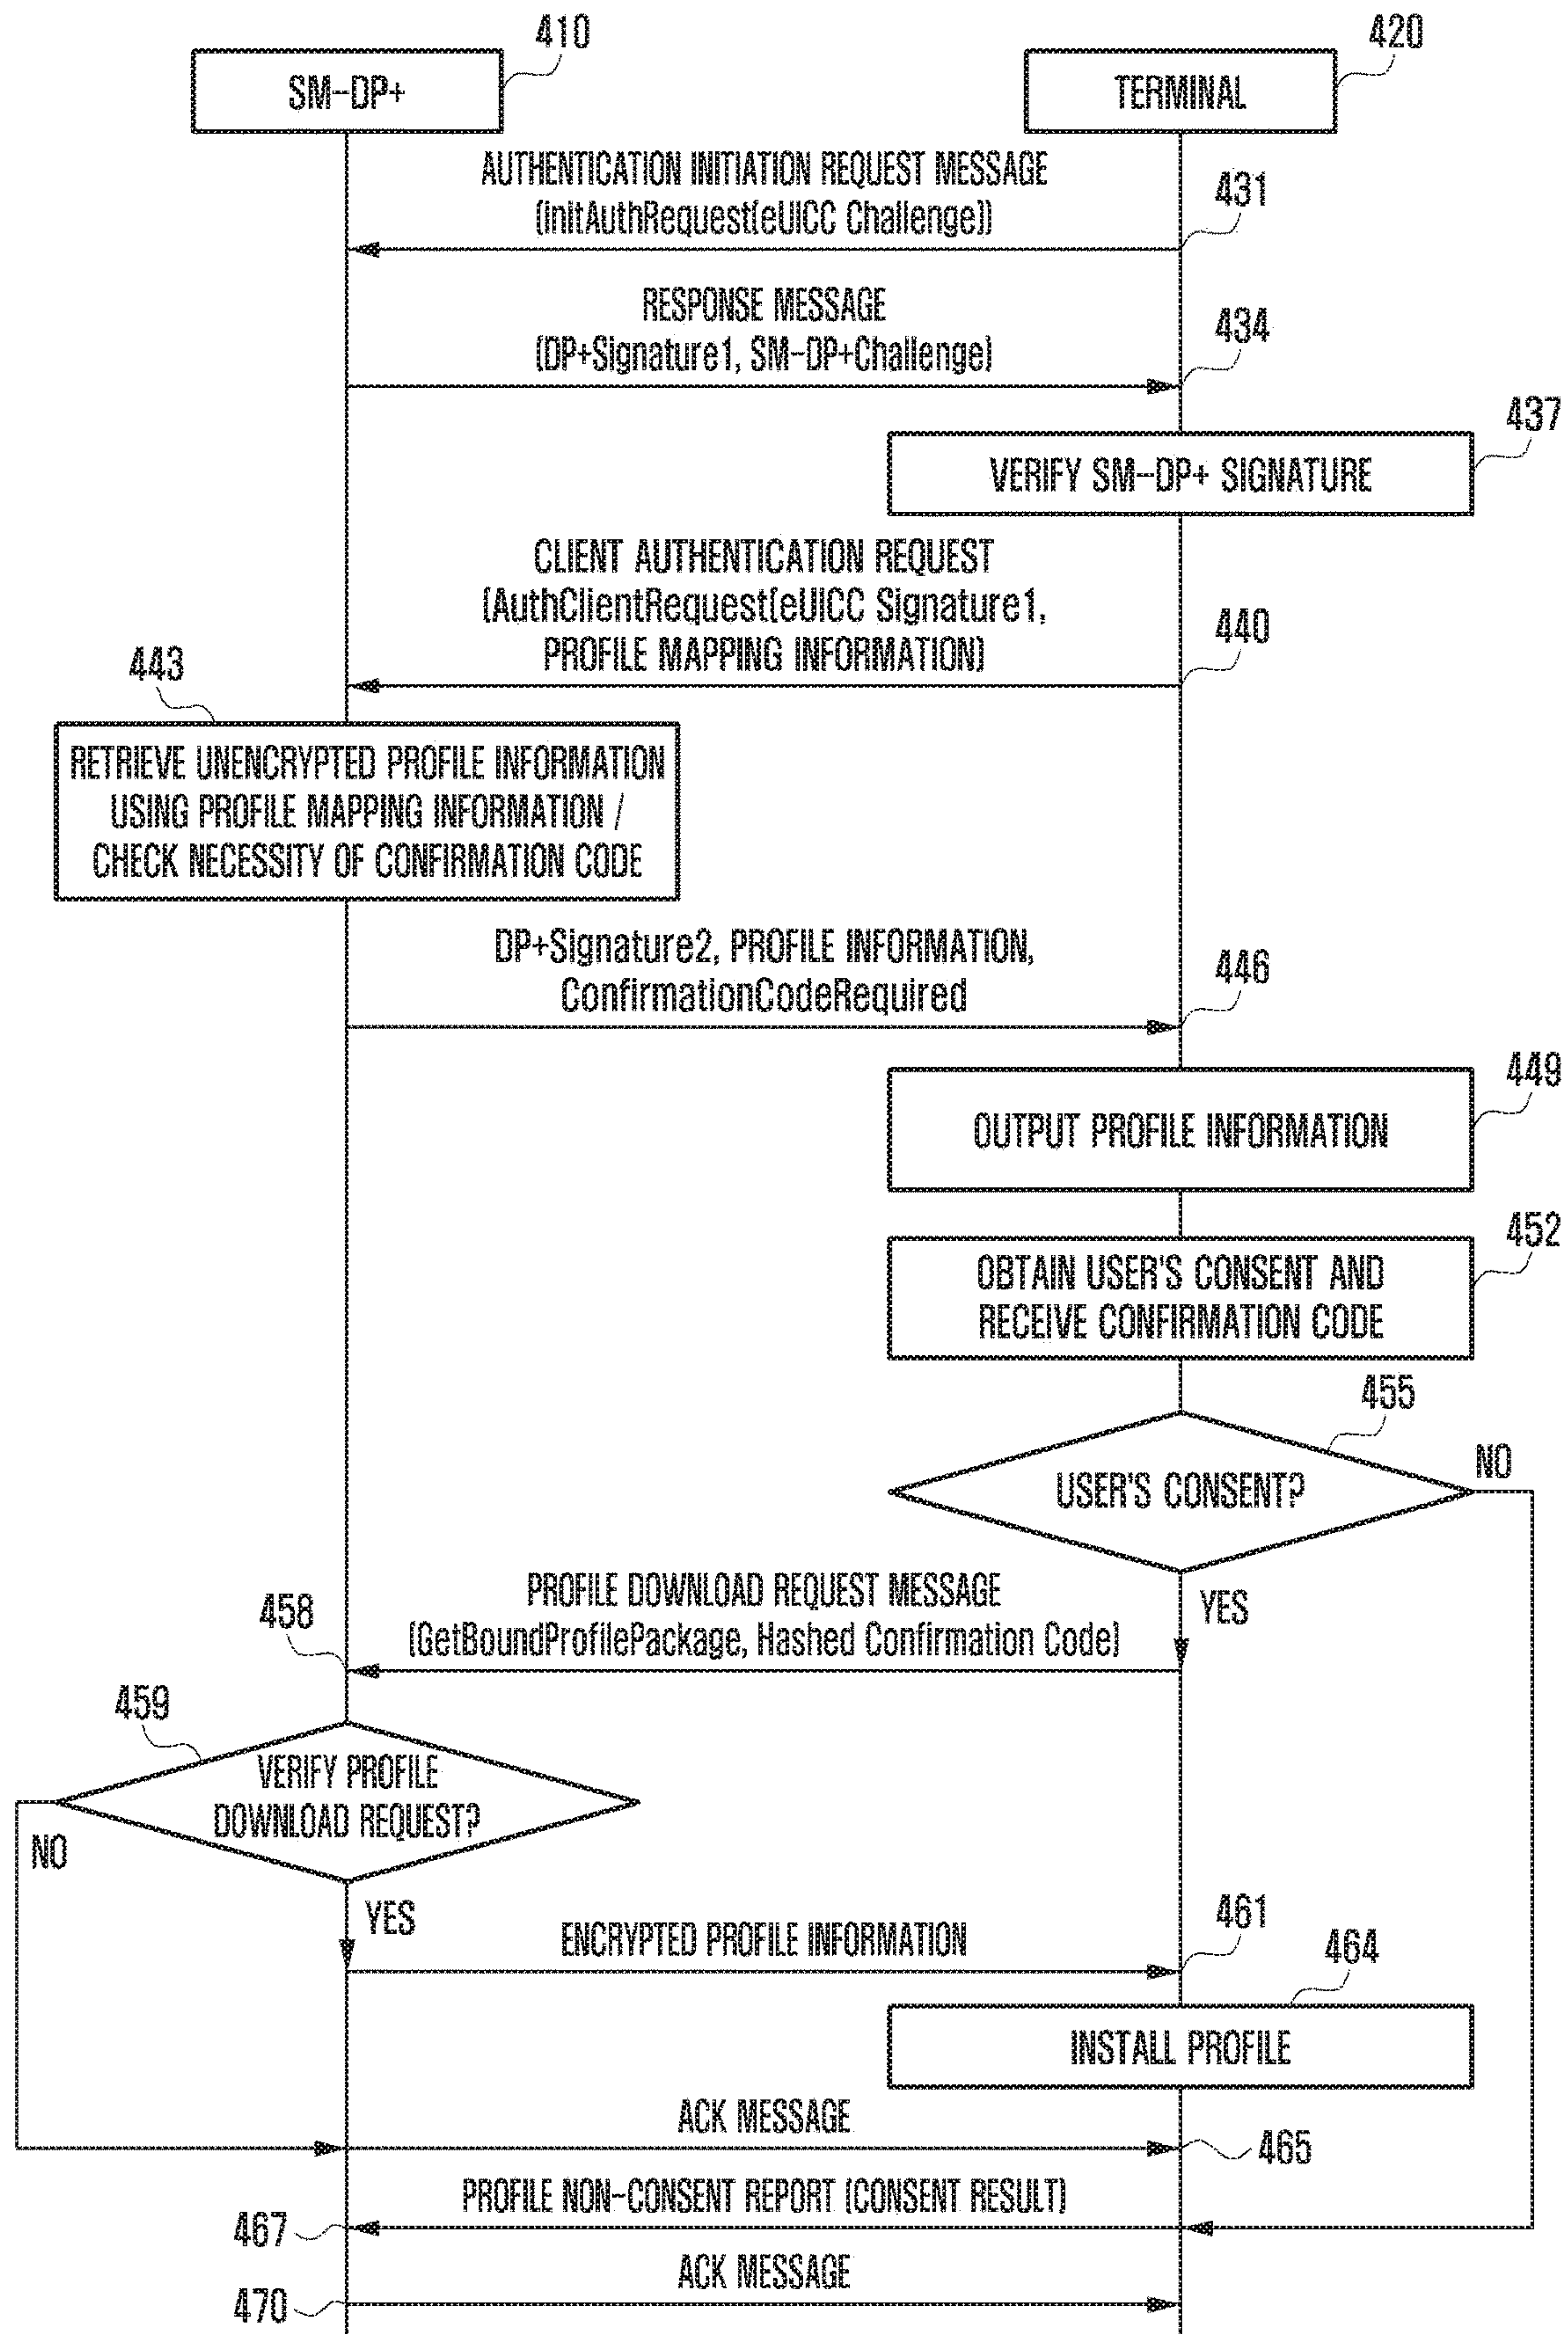 410
420
SM-DP+
TERMINAL
AUTHENTICATION INITIATION REQUEST MESSAGE
(initAuthRequest(eUICC Challenge))
431
RESPONSE MESSAGE
(DP+Signature1, SM-DP+Challenge)
434
437
VERIFY SM-DP+ SIGNATURE
CLIENT AUTHENTICATION REQUEST
(AuthClientRequest(eUICC Signature1,
PROFILE MAPPING INFORMATION)
440
443
RETRIEVE UNENCRYPTED PROFILE INFORMATION
USING PROFILE MAPPING INFORMATION /
CHECK NECESSITY OF CONFIRMATION CODE
DP+Signature2, PROFILE INFORMATION,
ConfirmationCodeRequired
446
449
OUTPUT PROFILE INFORMATION
452
OBTAIN USER'S CONSENT AND
RECEIVE CONFIRMATION CODE
455
USER'S CONSENT?
NO
YES
PROFILE DOWNLOAD REQUEST MESSAGE
(GetBoundProfilePackage, Hashed Confirmation Code)
458
459
VERIFY PROFILE
DOWNLOAD REQUEST?
NO
YES
ENCRYPTED PROFILE INFORMATION
461
464
INSTALL PROFILE
ACK MESSAGE
465
PROFILE NON-CONSENT REPORT (CONSENT RESULT)
467
ACK MESSAGE
470